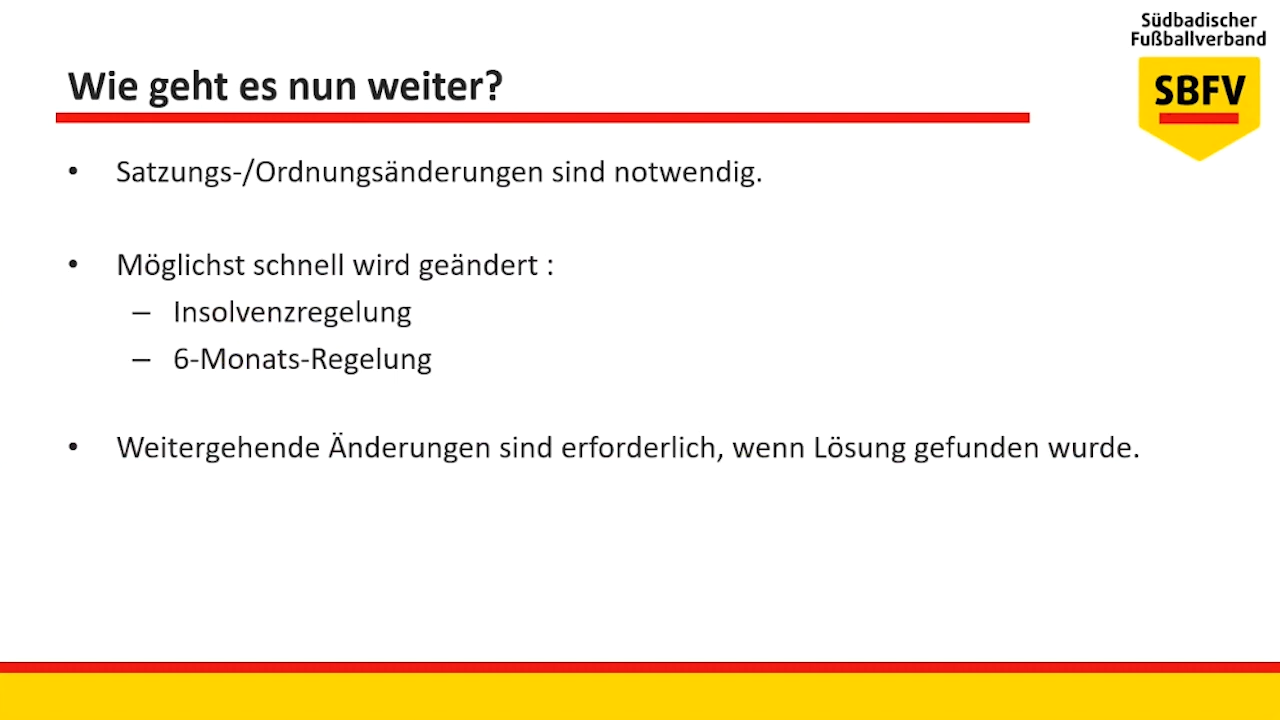 Südbadischer
Fußballverband
SBFV
Wie geht es nun weiter?
• Satzungs-/Ordnungsänderungen sind notwendig.
• Möglichst schnell wird geändert :
– Insolvenzregelung
– 6-Monats-Regelung
• Weitergehende Änderungen sind erforderlich, wenn Lösung gefunden wurde.